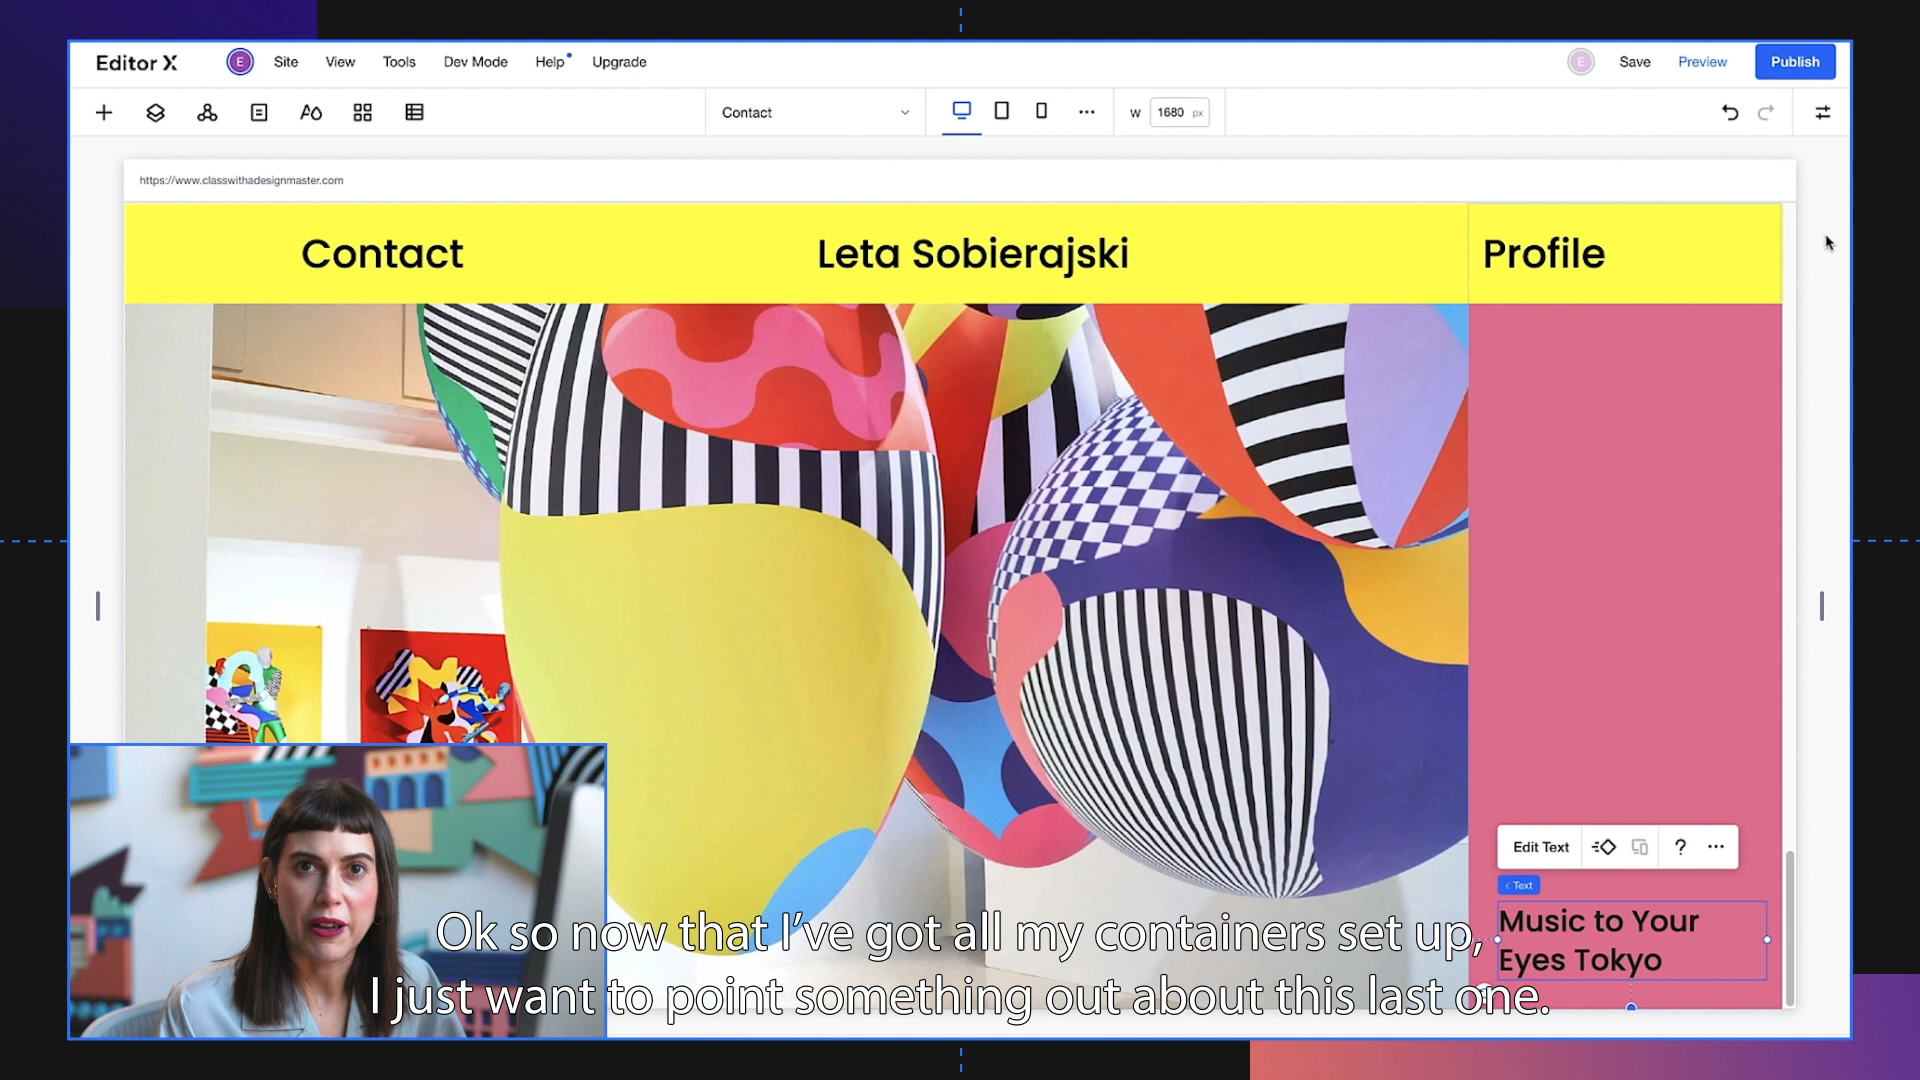 Editor X
E
Site
View
Tools
Dev Mode
Help
Upgrade
E
Save
Preview
Publish
Contact
W
1680 px
https://www.classwithadesignmaster.com
Contact
Leta Sobierajski
Profile
Edit Text
?
< Text
Music to Your
Eyes Tokyo
Ok so now that I’ve got all my containers set up,
I just want to point something out about this last one.